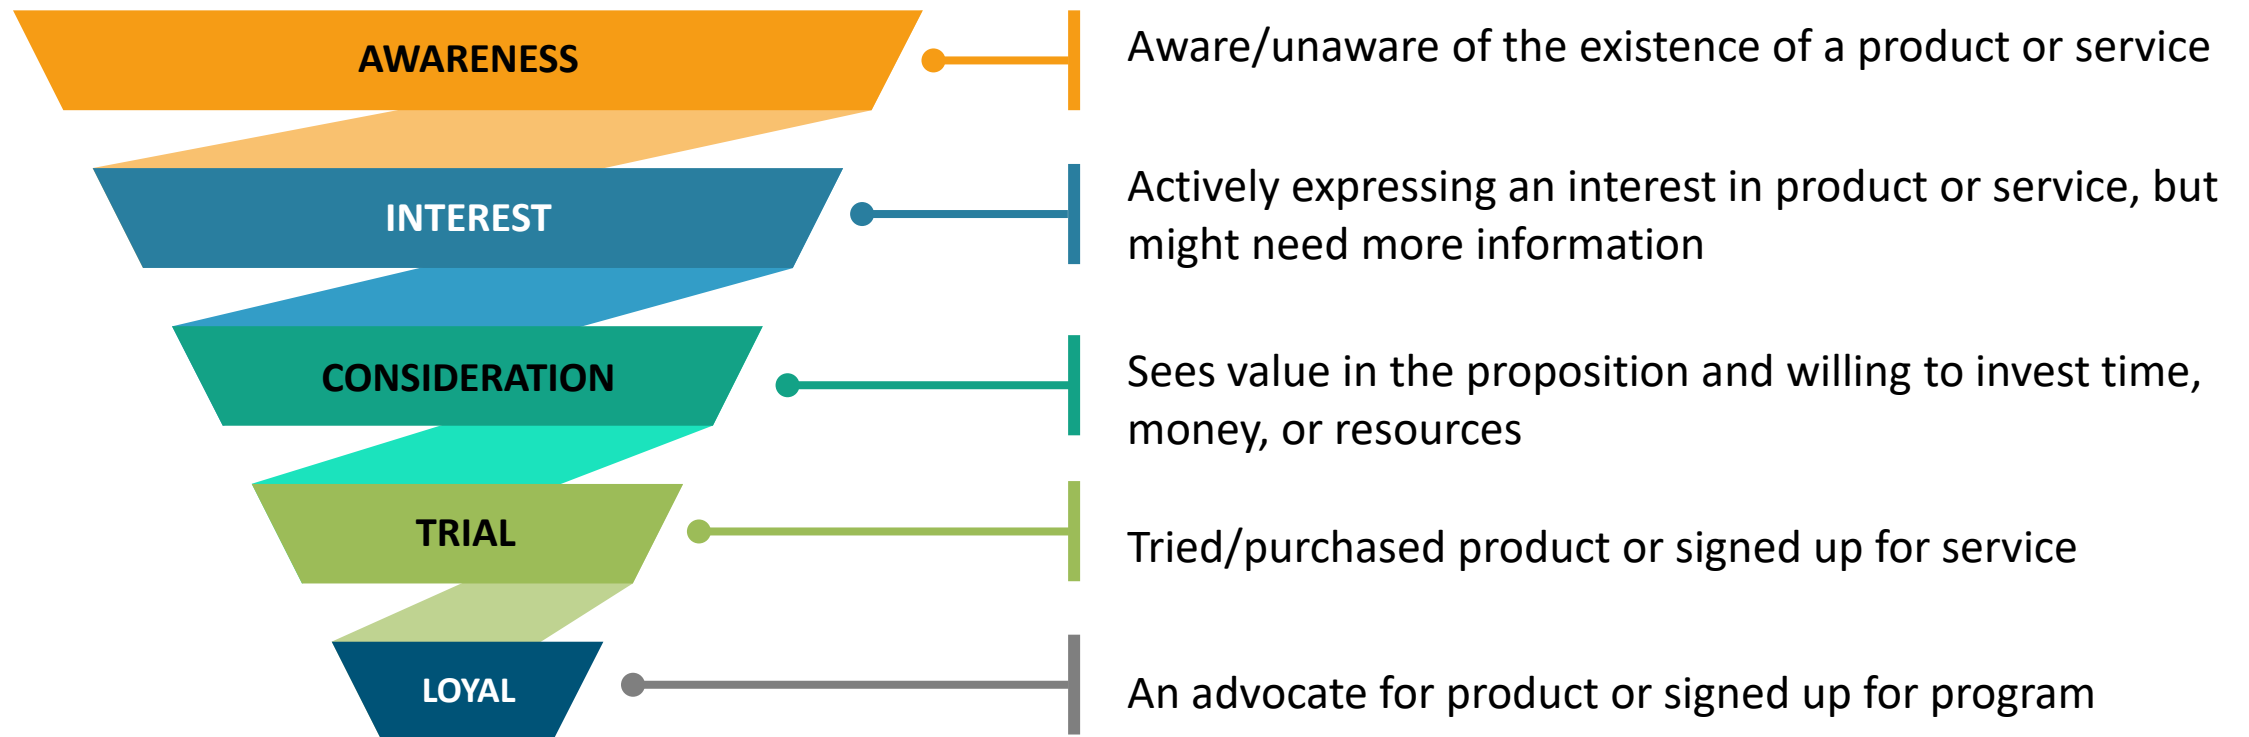 AWARENESS
Aware/unaware of the existence of a product or service
INTEREST
Actively expressing an interest in product or service, but
might need more information
CONSIDERATION
Sees value in the proposition and willing to invest time,
money, or resources
TRIAL
Tried/purchased product or signed up for service
LOYAL
An advocate for product or signed up for program